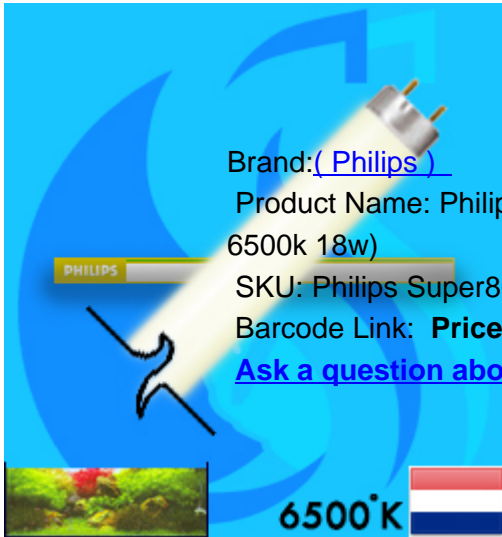 Brand:( Philips )
Product Name: Philip
6500k 18w)
PHILIPS
SKU: Philips Super8
Barcode Link: Price
Ask a question abo
6500°K